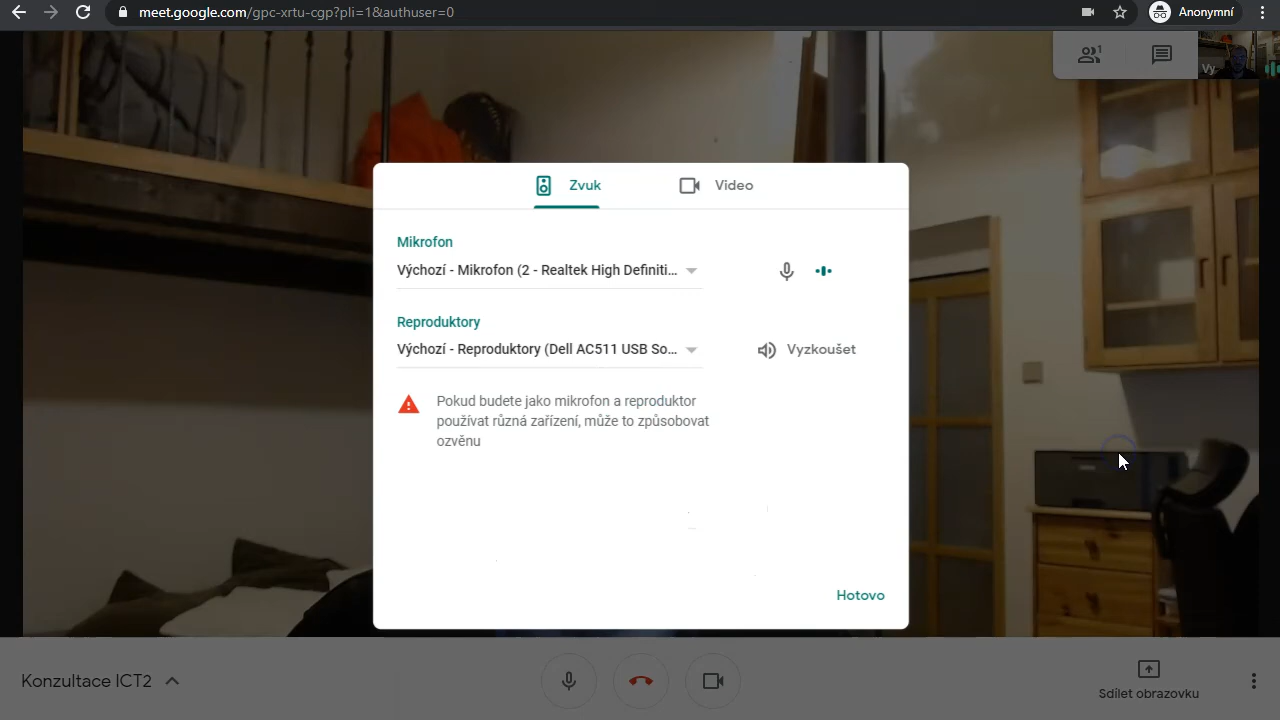 meet.google.com/gpc-xrtu-cgp?pli=1&authuser=0
Anonymní
1
Vy
Zvuk
Video
Mikrofon
Výchozí - Mikrofon (2 - Realtek High Definiti...
Reproduktory
Výchozí - Reproduktory (Dell AC511 USB So...
Vyzkoušet
Pokud budete jako mikrofon a reproduktor
používat různá zařízení, může to způsobovat
ozvěnu
Hotovo
Konzultace ICT2
Sdílet obrazovku